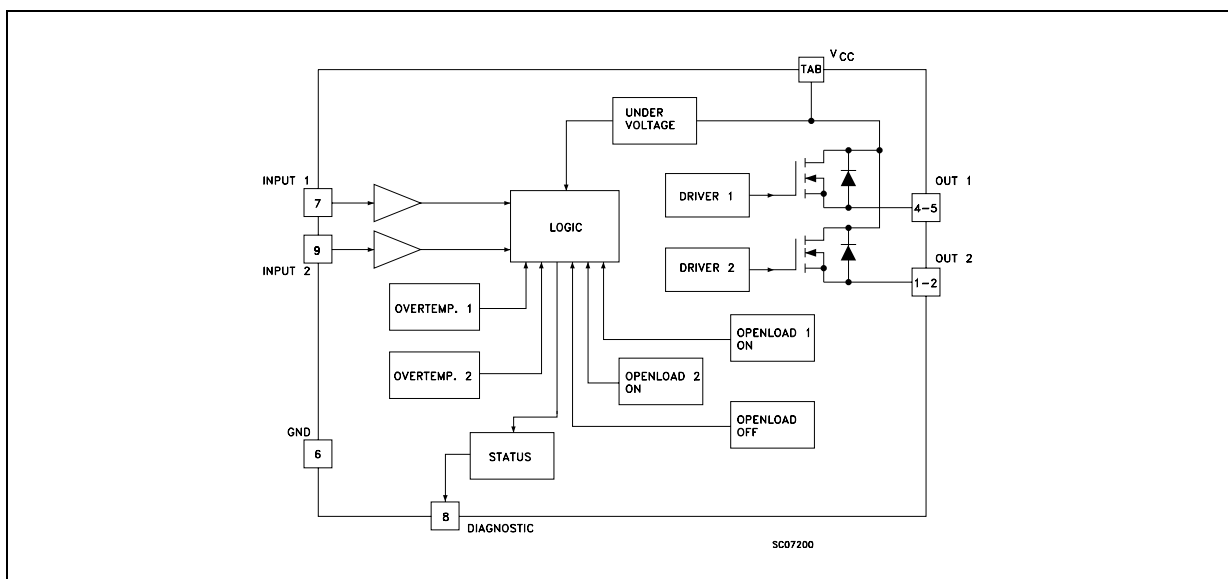 V CC
TAB
UNDER
VOLTAGE
INPUT 1
7
DRIVER 1
OUT 1
4-5
LOGIC
9
INPUT 2
DRIVER 2
OUT 2
1-2
OVERTEMP. 1
OPENLOAD 1
ON
OVERTEMP. 2
OPENLOAD 2
ON
OPENLOAD
OFF
GND
6
STATUS
8
DIAGNOSTIC
SC07200